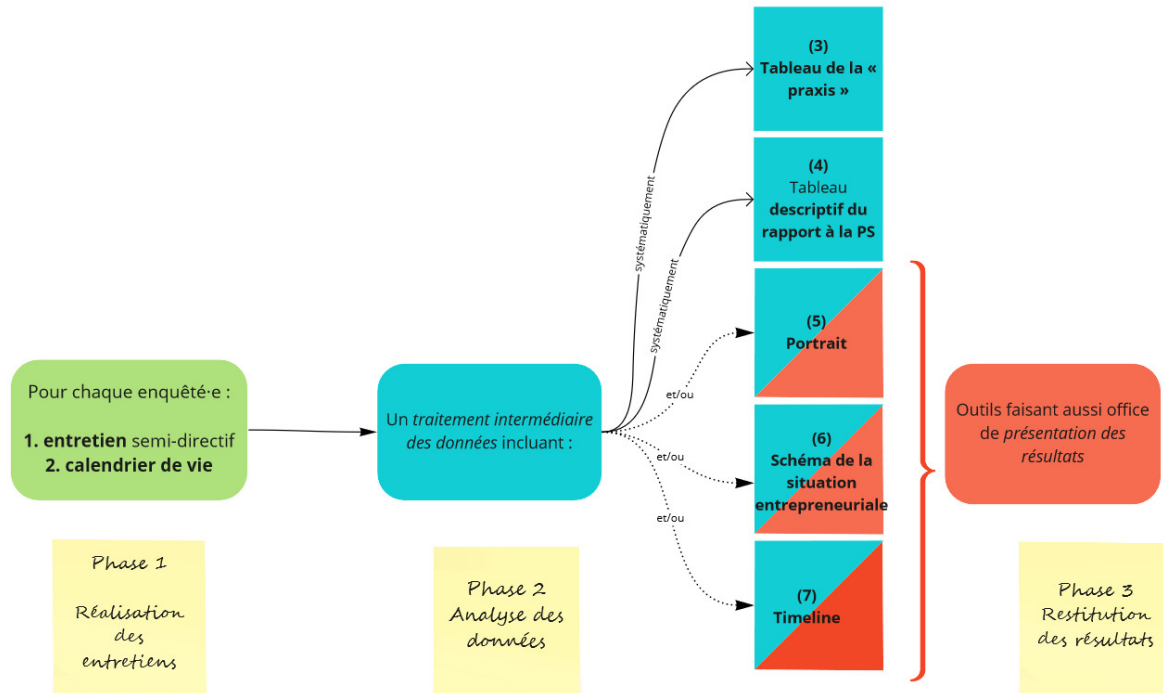 Pour chaque enquêté·e :
1. entretien semi-directif
2. calendrier de vie
Phase 1
Réalisation
des
entretiens
Un traitement intermédiaire
des données incluant :
Phase 2
Analyse des
données
systématiquement
systématiquement
et/ou
et/ou
et/ou
(3)
Tableau de la «
praxis »
(4)
Tableau
descriptif du
rapport à la PS
(5)
Portrait
(6)
Schéma de la
situation
entrepreneuriale
(7)
Timeline
Outils faisant aussi office
de présentation des
résultats
Phase 3
Restitution
des résultats